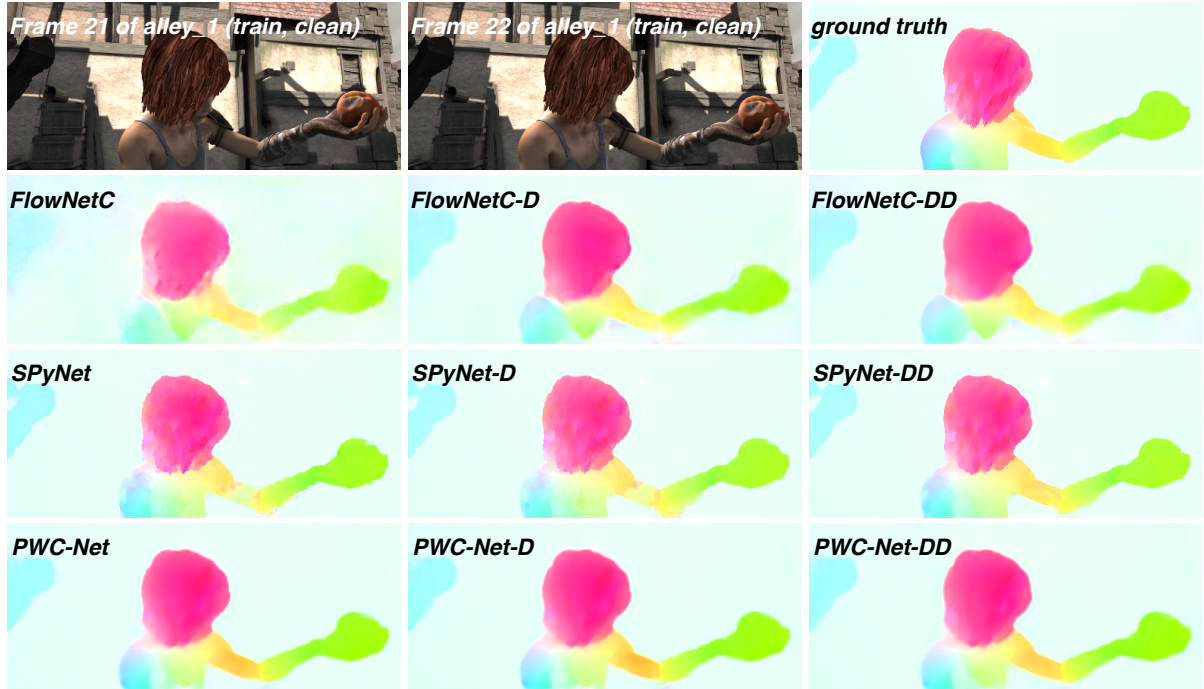 Frame 21 of alley_1 (train, clean)
Frame 22 of alley_1 (train, clean)
ground truth
FlowNetC
FlowNetC-D
FlowNetC-DD
SPyNet
SPyNet-D
SPyNet-DD
PWC-Net
PWC-Net-D
PWC-Net-DD